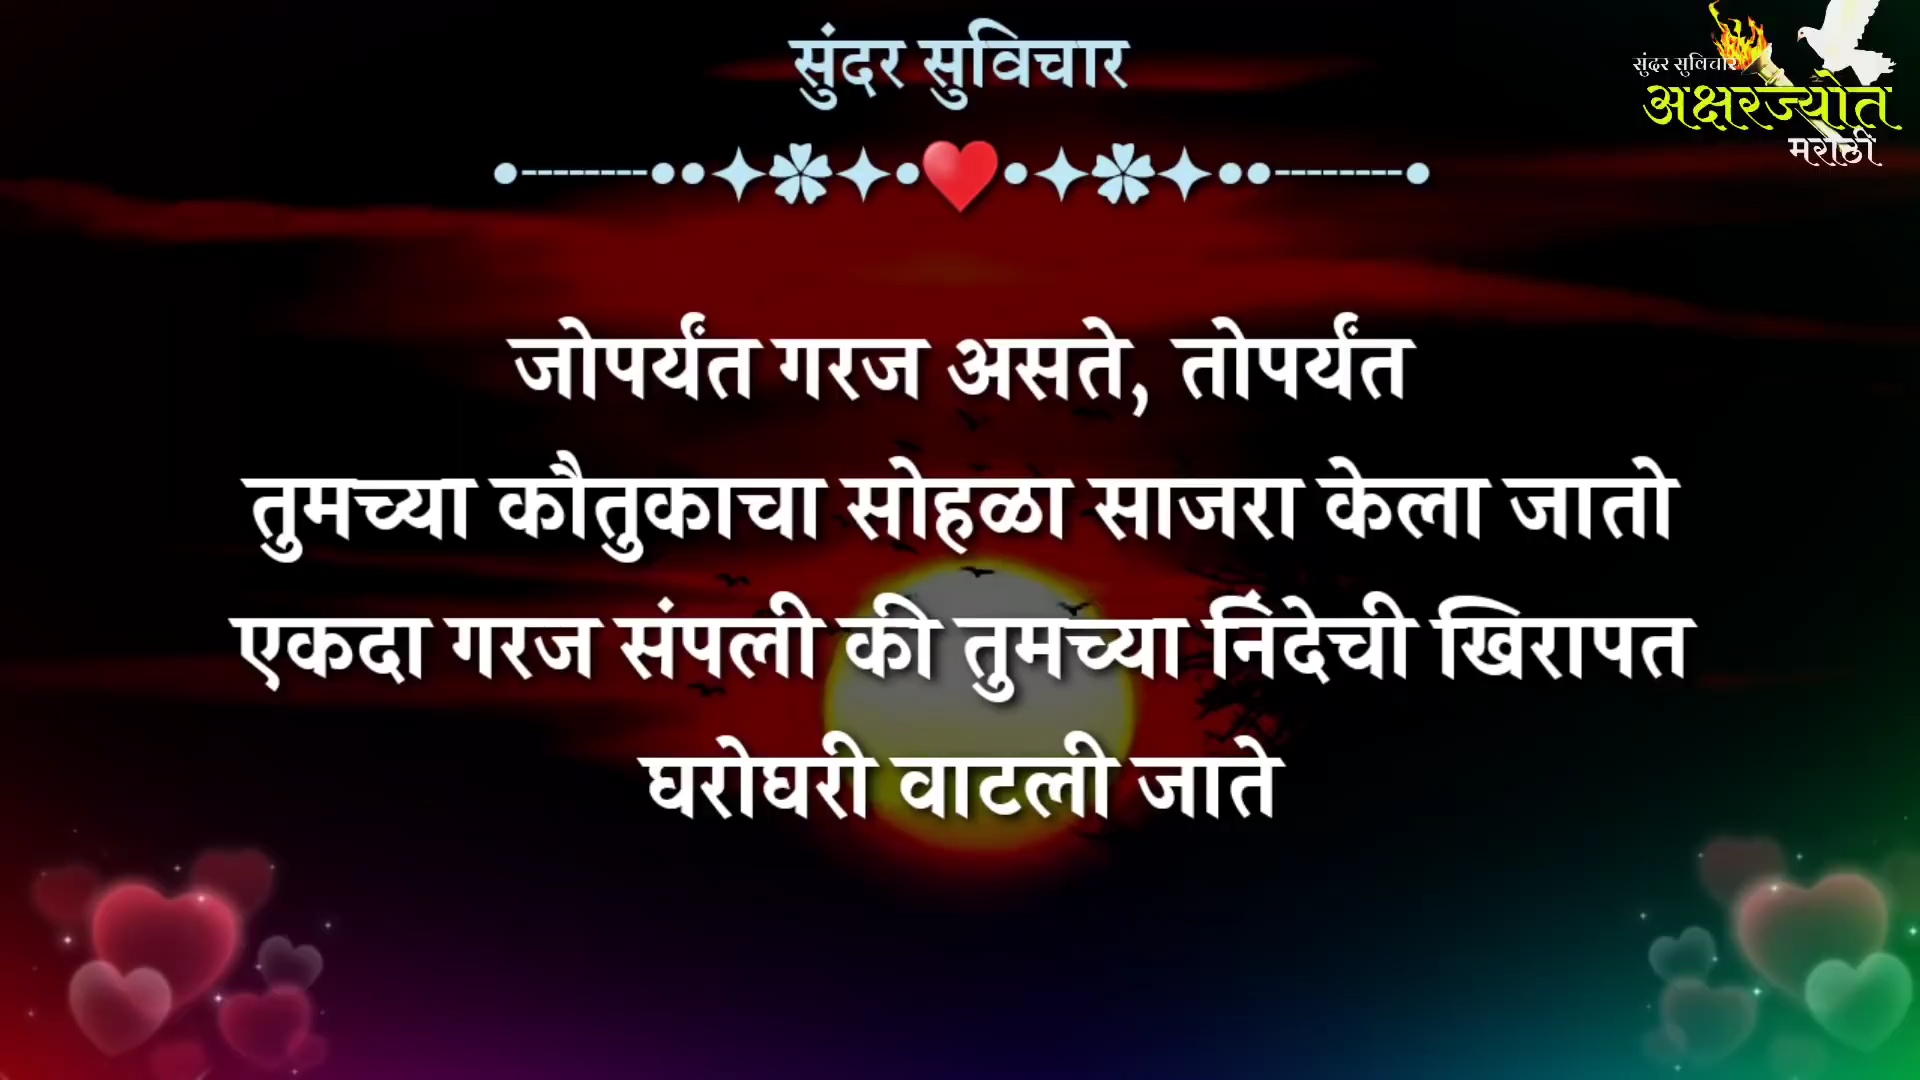 सुंदर सुविचार
सुंदर सुविचार
अक्षरज्योत
मराठी
जोपर्यंत गरज असते, तोपर्यंत
तुमच्या कौतुकाचा सोहळा साजरा केला जातो
एकदा गरज संपली की तुमच्या निंदेची खिरापत
घरोघरी वाटली जाते